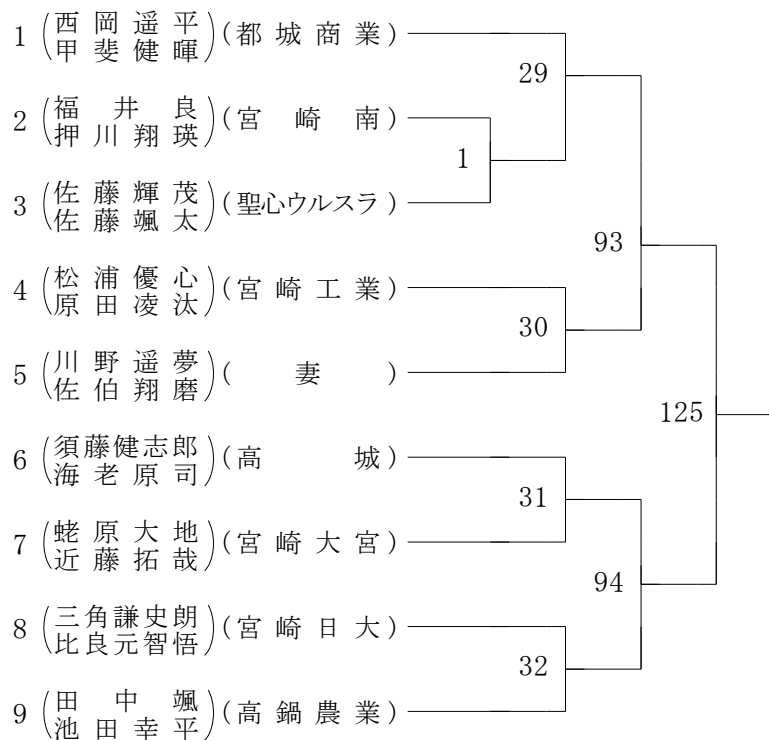 1 (西岡遥平 甲斐健暉) (都城商業)
29
2 (福井良 押川翔瑛) (宮崎南)
1
3 (佐藤輝茂 佐藤颯太) (聖心ウルスラ)
93
4 (松浦優心 原田凌汰) (宮崎工業)
30
5 (川野遥夢 佐伯翔磨) (妻)
125
6 (須藤健志郎 海老原司) (高城)
31
7 (蛯原大地 近藤拓哉) (宮崎大宮)
94
8 (三角謙史朗 比良元智悟) (宮崎日大)
32
9 (田中颯 池田幸平) (高鍋農業)